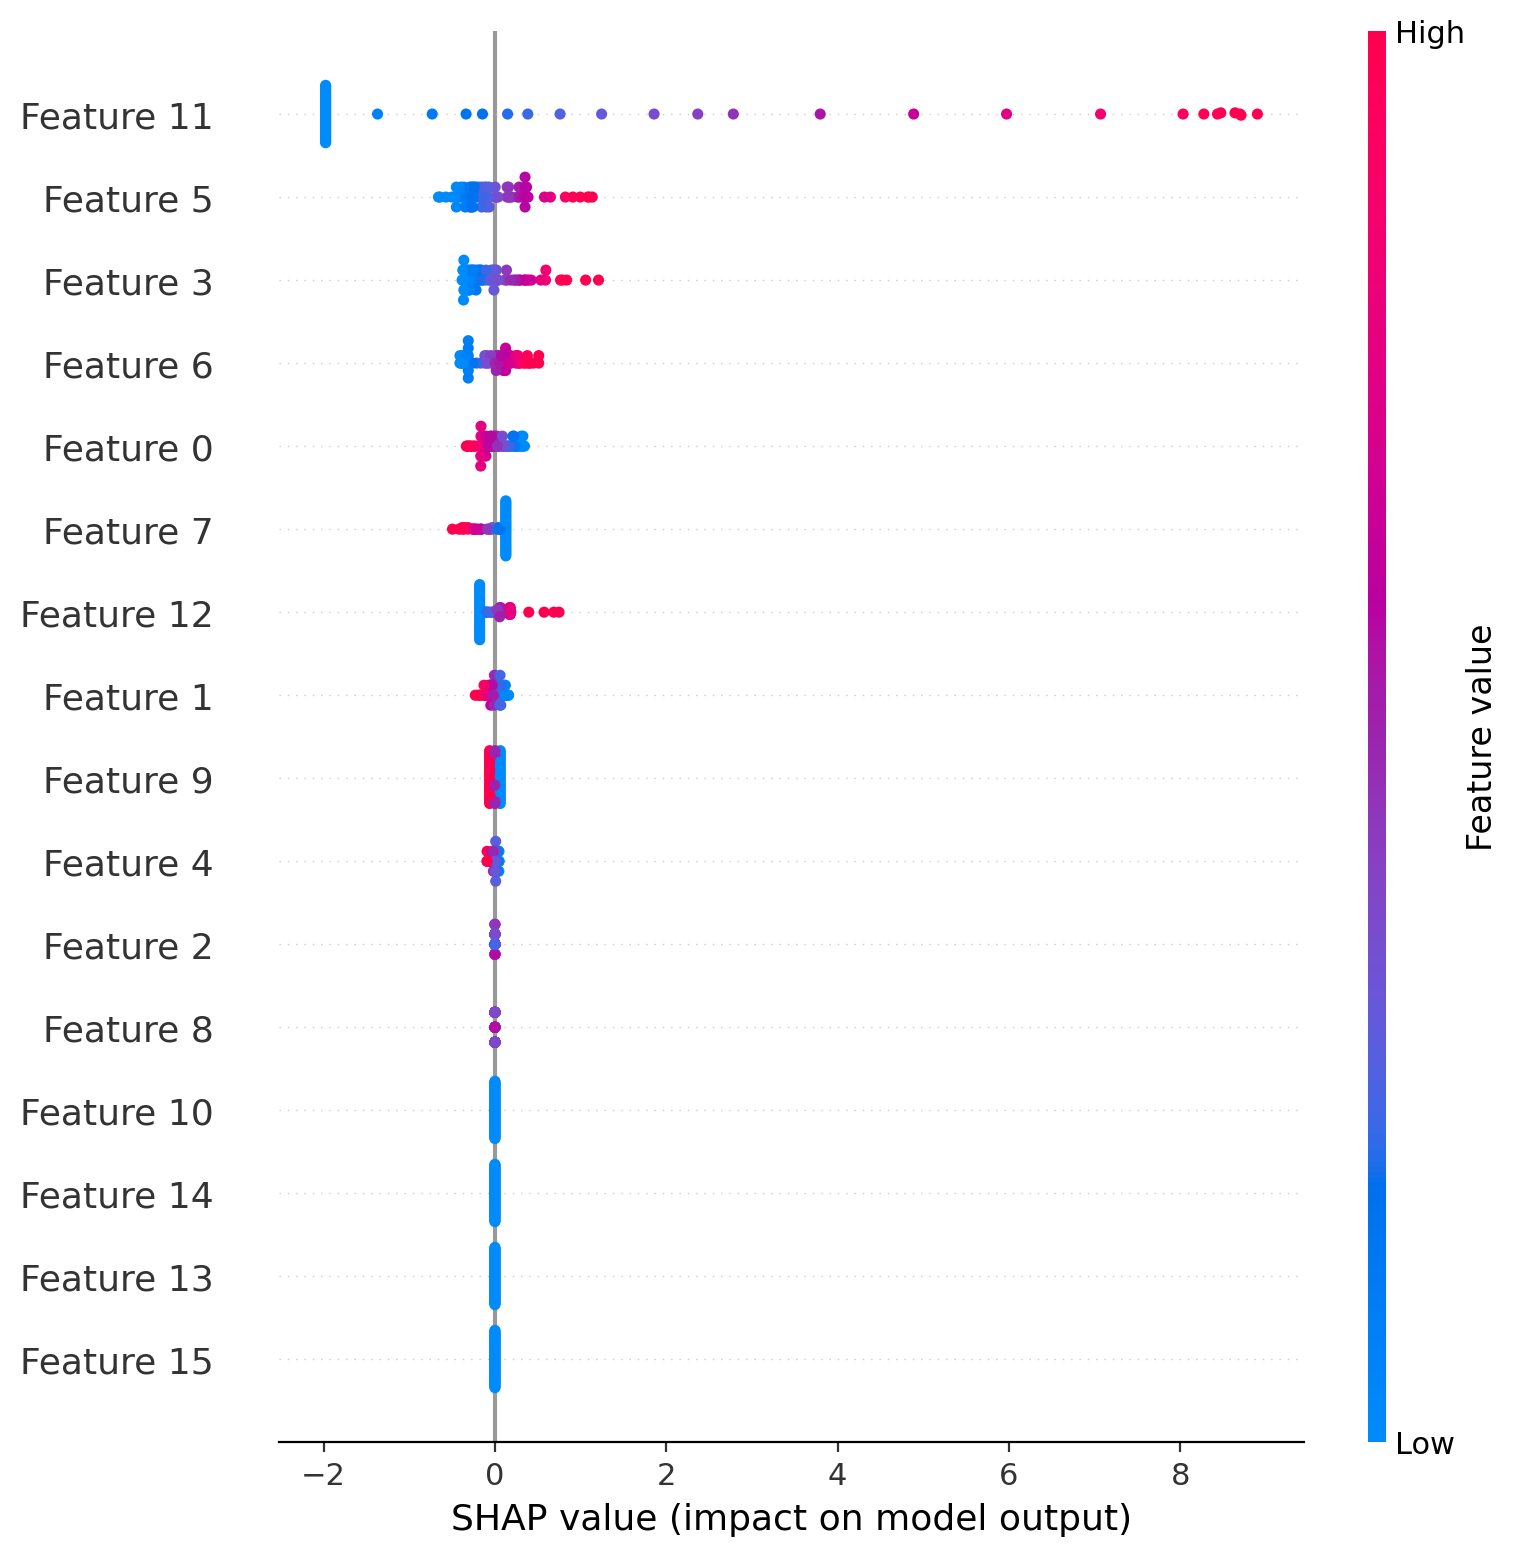 High
Feature 11
Feature 5
Feature 3
Feature 6
Feature 0
Feature 7
Feature 12
Feature 1
Feature 9
Feature 4
Feature 2
Feature 8
Feature 10
Feature 14
Feature 13
Feature 15
Feature value
Low
−2 0 2 4 6 8
SHAP value (impact on model output)